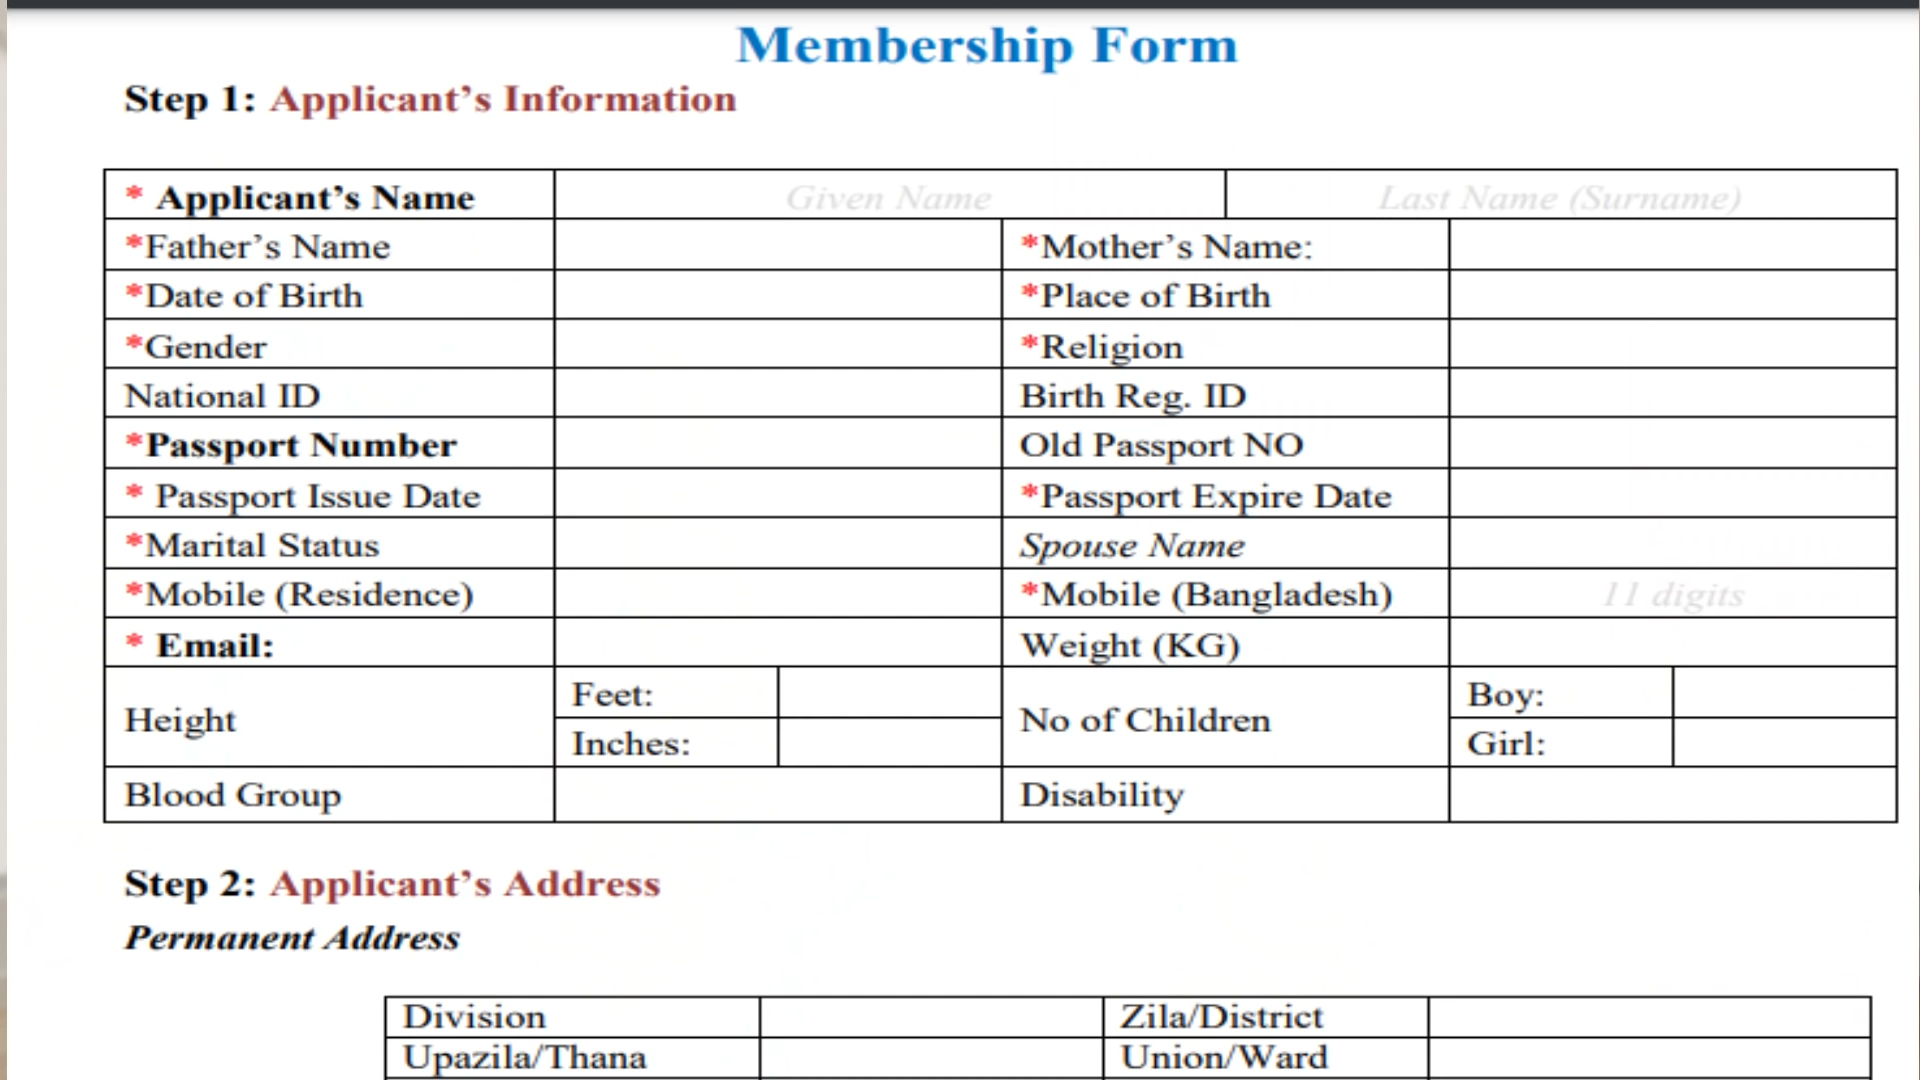 Membership Form
Step 1: Applicant’s Information
* Applicant’s Name Given Name Last Name (Surname)
*Father’s Name *Mother’s Name:
*Date of Birth *Place of Birth
*Gender *Religion
National ID Birth Reg. ID
*Passport Number Old Passport NO
* Passport Issue Date *Passport Expire Date
*Marital Status Spouse Name
*Mobile (Residence) *Mobile (Bangladesh) 11 digits
* Email: Weight (KG)
Height Feet: No of Children Boy:
Inches: Girl:
Blood Group Disability
Step 2: Applicant’s Address
Permanent Address
Division Zila/District
Upazila/Thana Union/Ward